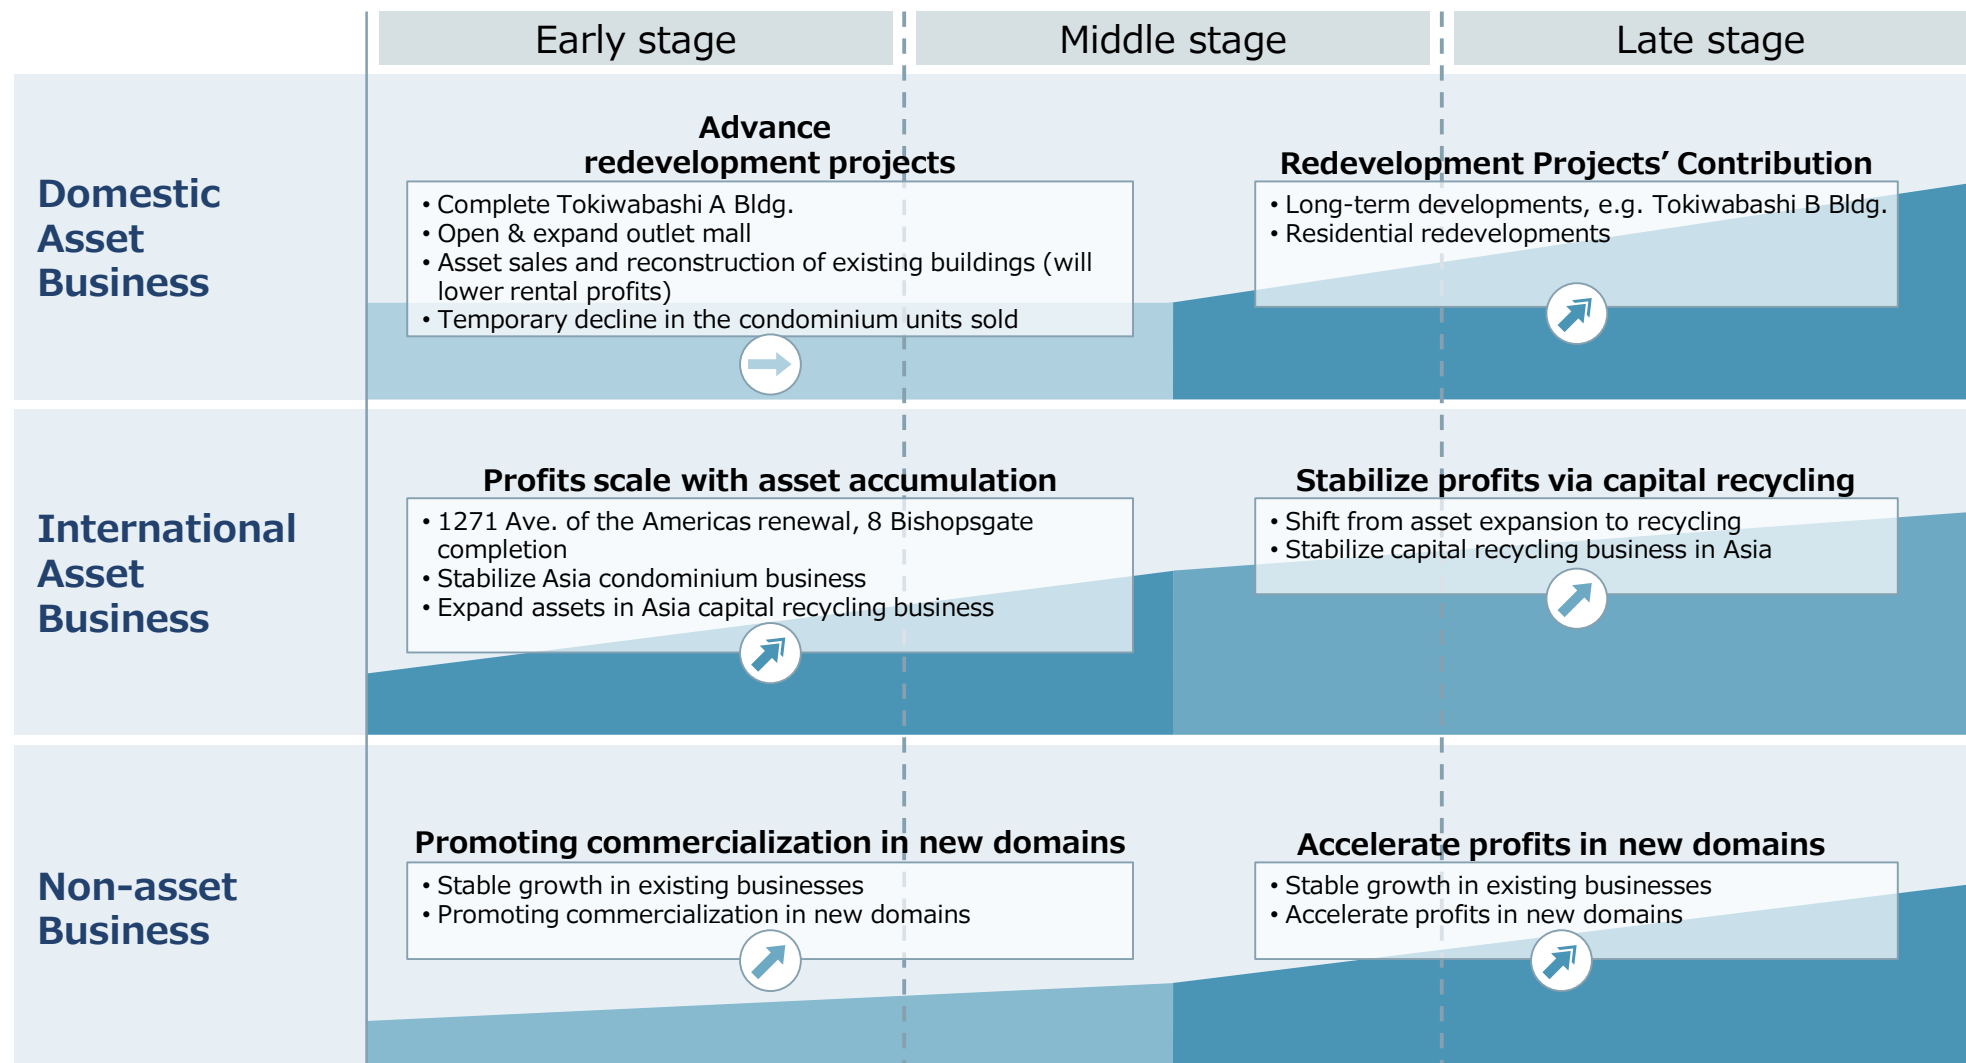 Early stage
Middle stage
Late stage
Domestic
Asset
Business
Advance
redevelopment projects
• Complete Tokiwabashi A Bldg.
• Open & expand outlet mall
• Asset sales and reconstruction of existing buildings (will
lower rental profits)
• Temporary decline in the condominium units sold
Redevelopment Projects’ Contribution
• Long-term developments, e.g. Tokiwabashi B Bldg.
• Residential redevelopments
International
Asset
Business
Profits scale with asset accumulation
• 1271 Ave. of the Americas renewal, 8 Bishopsgate
completion
• Stabilize Asia condominium business
• Expand assets in Asia capital recycling business
Stabilize profits via capital recycling
• Shift from asset expansion to recycling
• Stabilize capital recycling business in Asia
Non-asset
Business
Promoting commercialization in new domains
• Stable growth in existing businesses
• Promoting commercialization in new domains
Accelerate profits in new domains
• Stable growth in existing businesses
• Accelerate profits in new domains